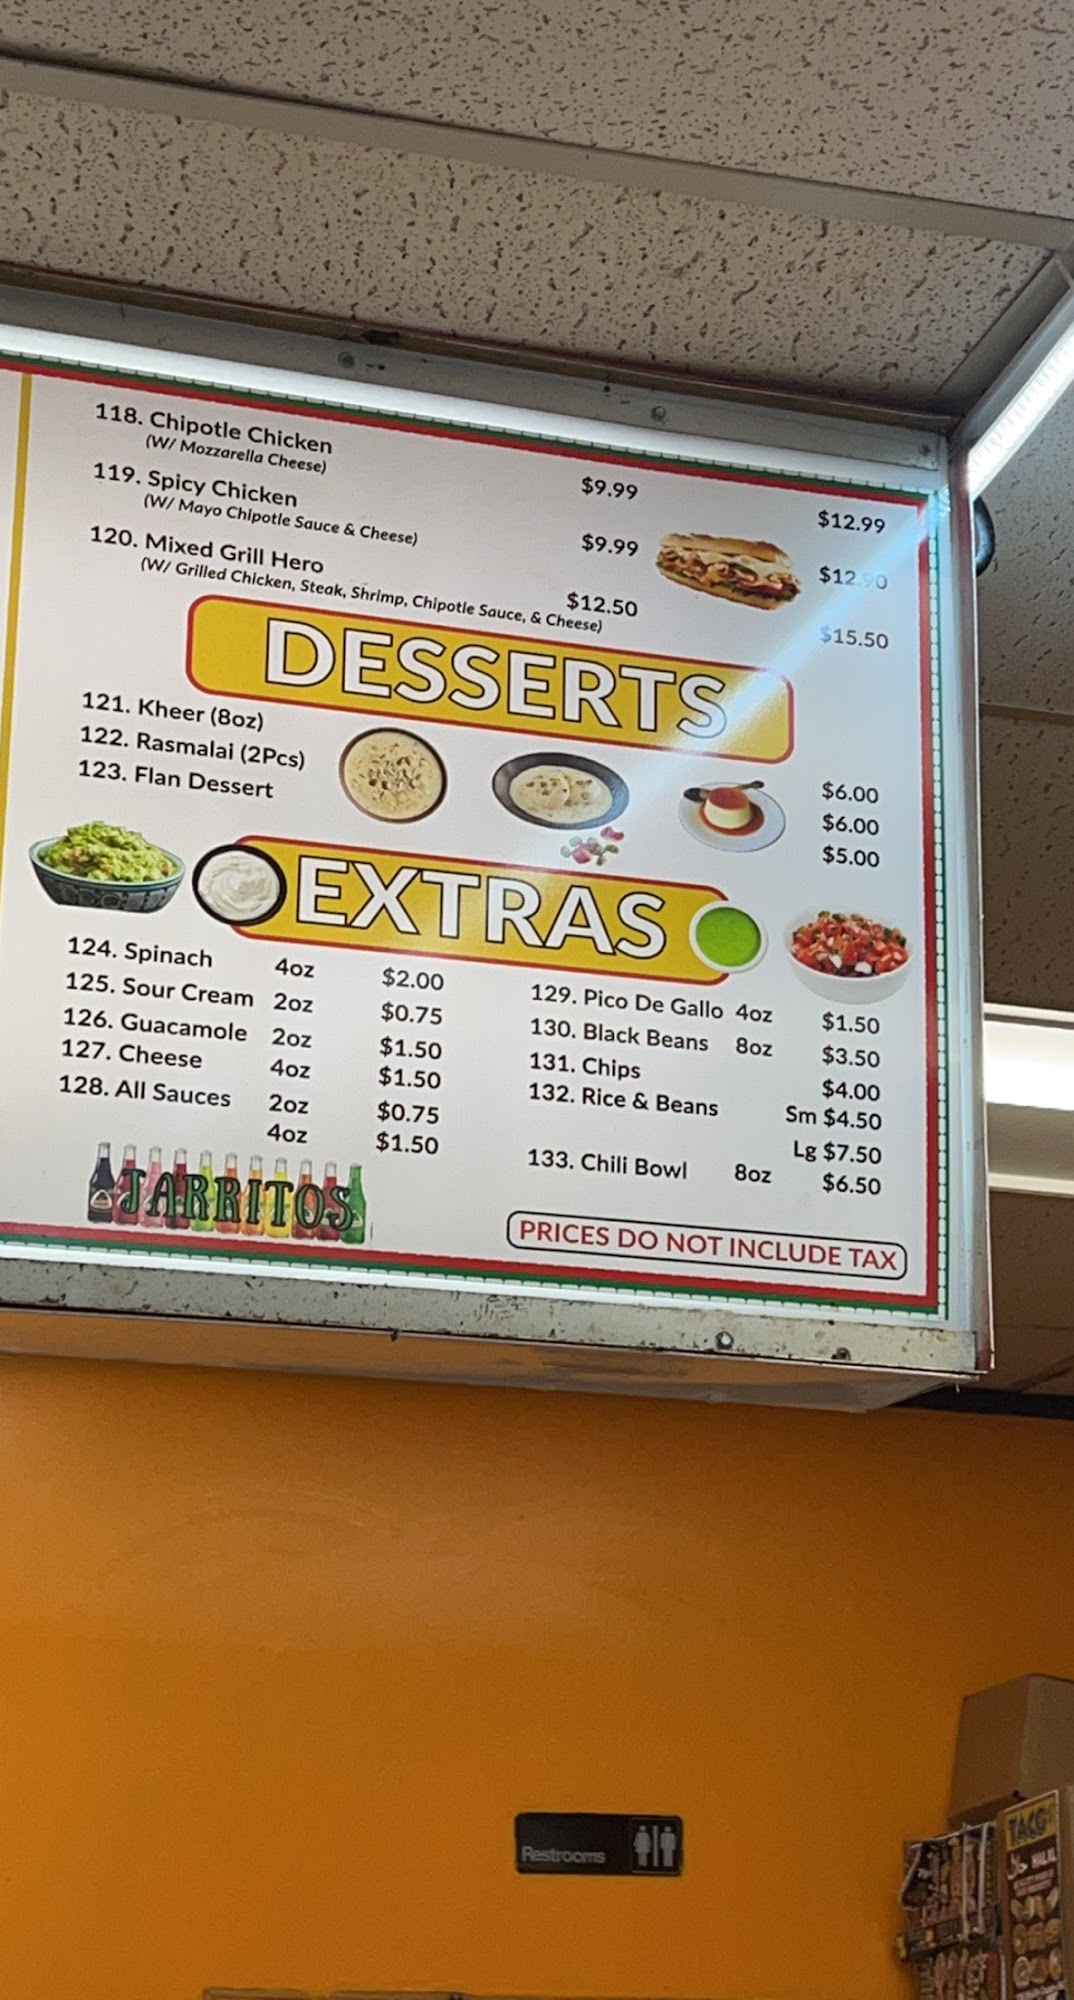 118. Chipotle Chicken $9.99 $12.99
(W/ Mozzarella Cheese)
119. Spicy Chicken $9.99 $12.90
(W/ Mayo Chipotle Sauce & Cheese)
120. Mixed Grill Hero $12.50 $15.50
(W/ Grilled Chicken, Steak, Shrimp, Chipotle Sauce, & Cheese)
DESSERTS
121. Kheer (8oz) $6.00
122. Rasmalai (2Pcs) $6.00
123. Flan Dessert $5.00
EXTRAS
124. Spinach 4oz $2.00
125. Sour Cream 2oz $0.75
126. Guacamole 2oz $1.50
127. Cheese 4oz $1.50
128. All Sauces 2oz $0.75
4oz $1.50
129. Pico De Gallo 4oz $1.50
130. Black Beans 8oz $3.50
131. Chips $4.00
132. Rice & Beans Sm $4.50
Lg $7.50
133. Chili Bowl 8oz $6.50
JARRITOS
PRICES DO NOT INCLUDE TAX
Restrooms
TACO
HALAL